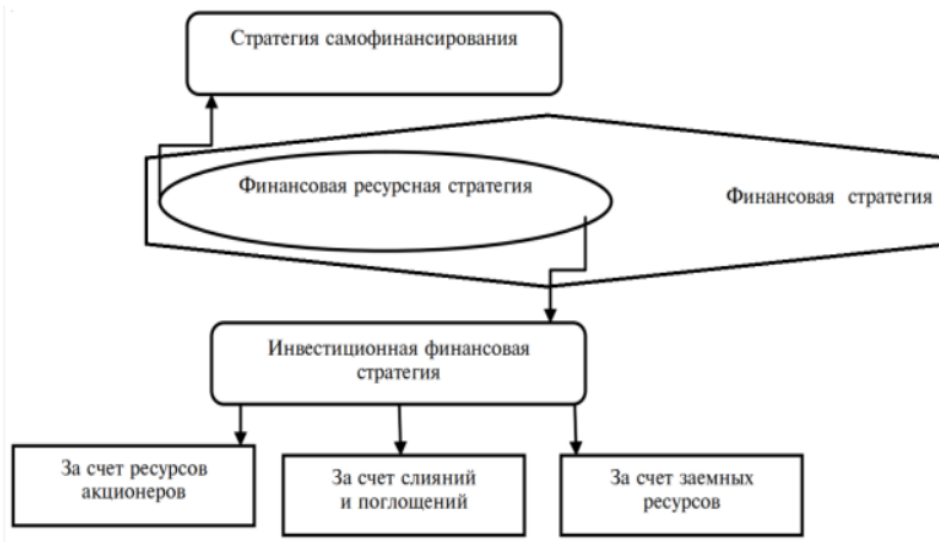 Стратегия самофинансирования
Финансовая ресурсная стратегия
Финансовая стратегия
Инвестиционная финансовая
стратегия
За счет ресурсов
акционеров
За счет слияний
и поглощений
За счет заемных
ресурсов